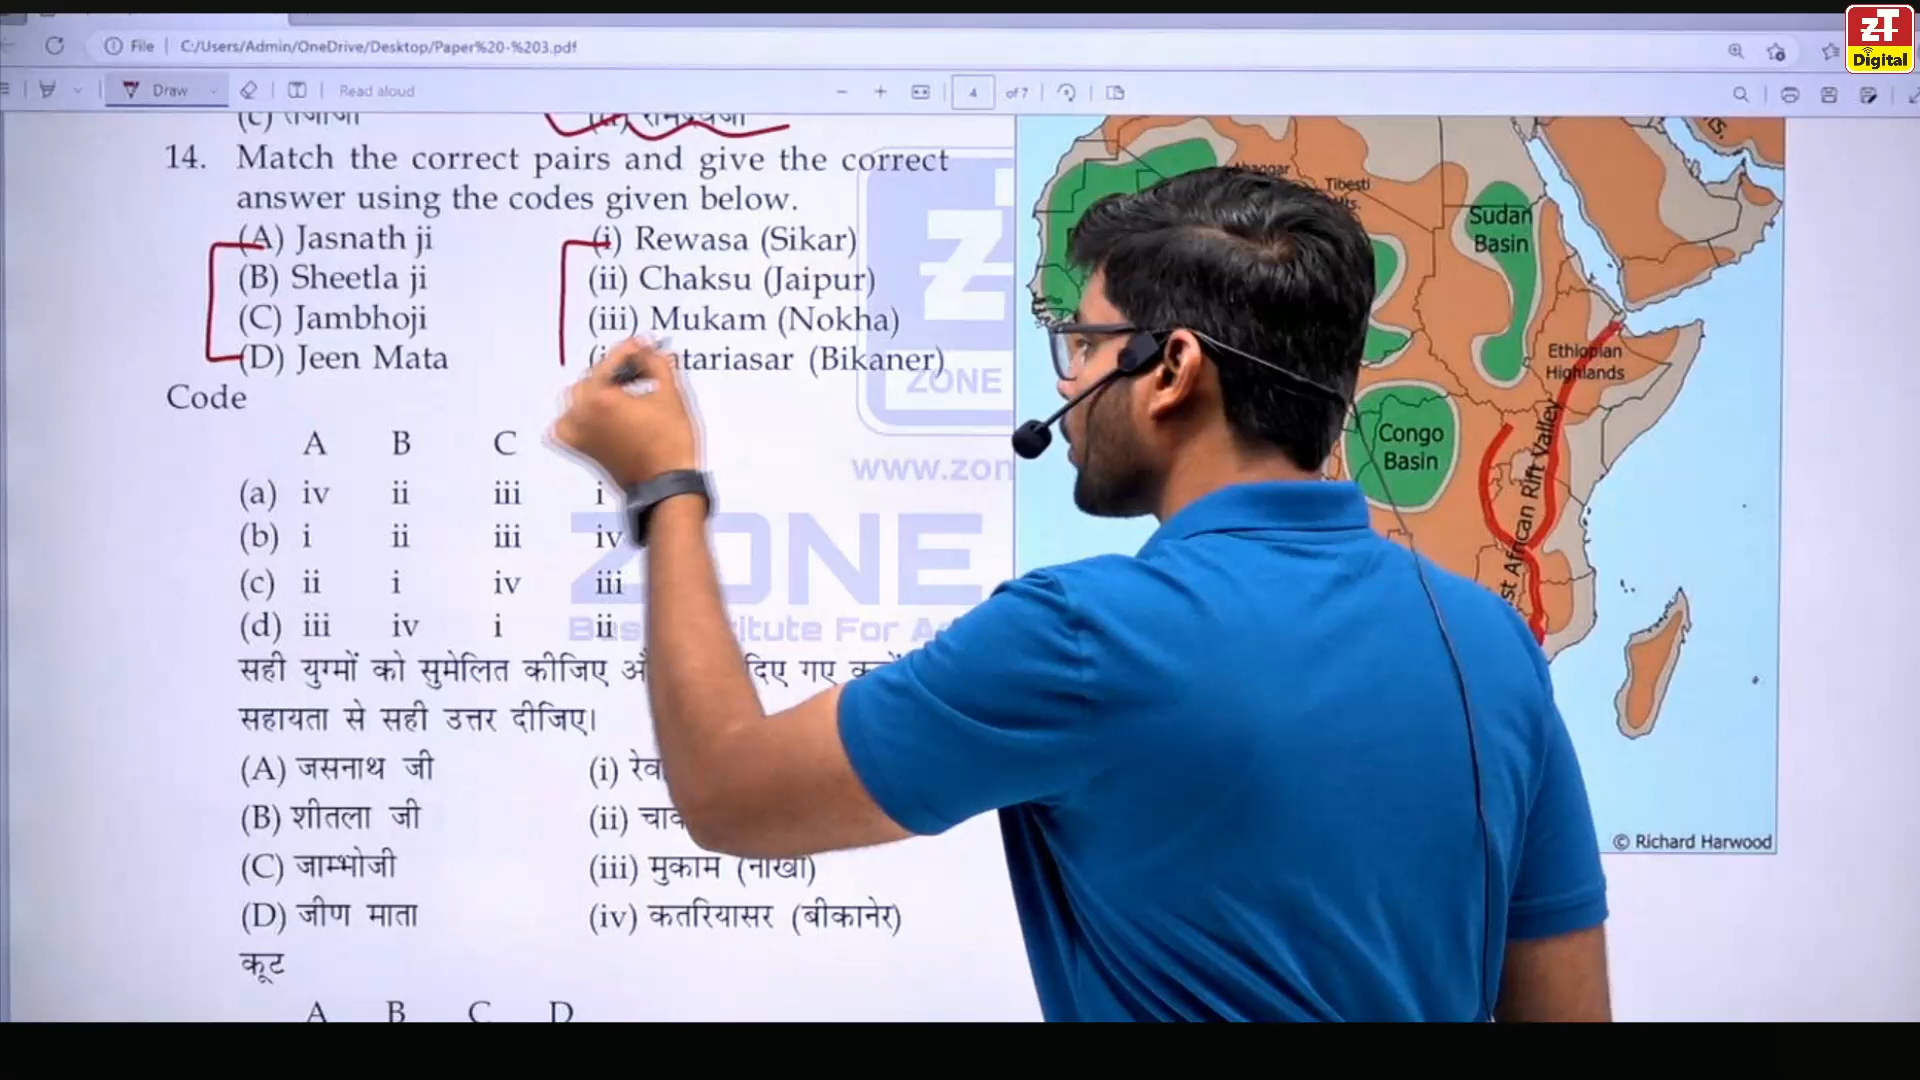 ZT
Digital
File | C:/Users/Admin/OneDrive/Desktop/Paper%20-%203.pdf
Draw
Read aloud
4 of 7
14. Match the correct pairs and give the correct
answer using the codes given below.
(A) Jasnath ji (i) Rewasa (Sikar)
(B) Sheetla ji (ii) Chaksu (Jaipur)
(C) Jambhoji (iii) Mukam (Nokha)
(D) Jeen Mata (Bikaner)
Code
A B C
(a) iv ii iii i
(b) i ii iii iv
(c) ii i iv iii
(d) iii iv i ii
सही युग्मों को सुमेलित कीजिए दिए गए
सहायता से सही उत्तर दीजिए।
(A) जसनाथ जी (i)
(B) शीतला जी (ii)
(C) जाम्भोजी (iii) मुकाम (नोखा)
(D) जीण माता (iv) कतरियासर (बीकानेर)
कूट
A B C D
ZONE
www.zon
ZONE
Tibesti
Sudan
Basin
Ethiopian
Highlands
Congo
Basin
African Rift Valley
© Richard Harwood